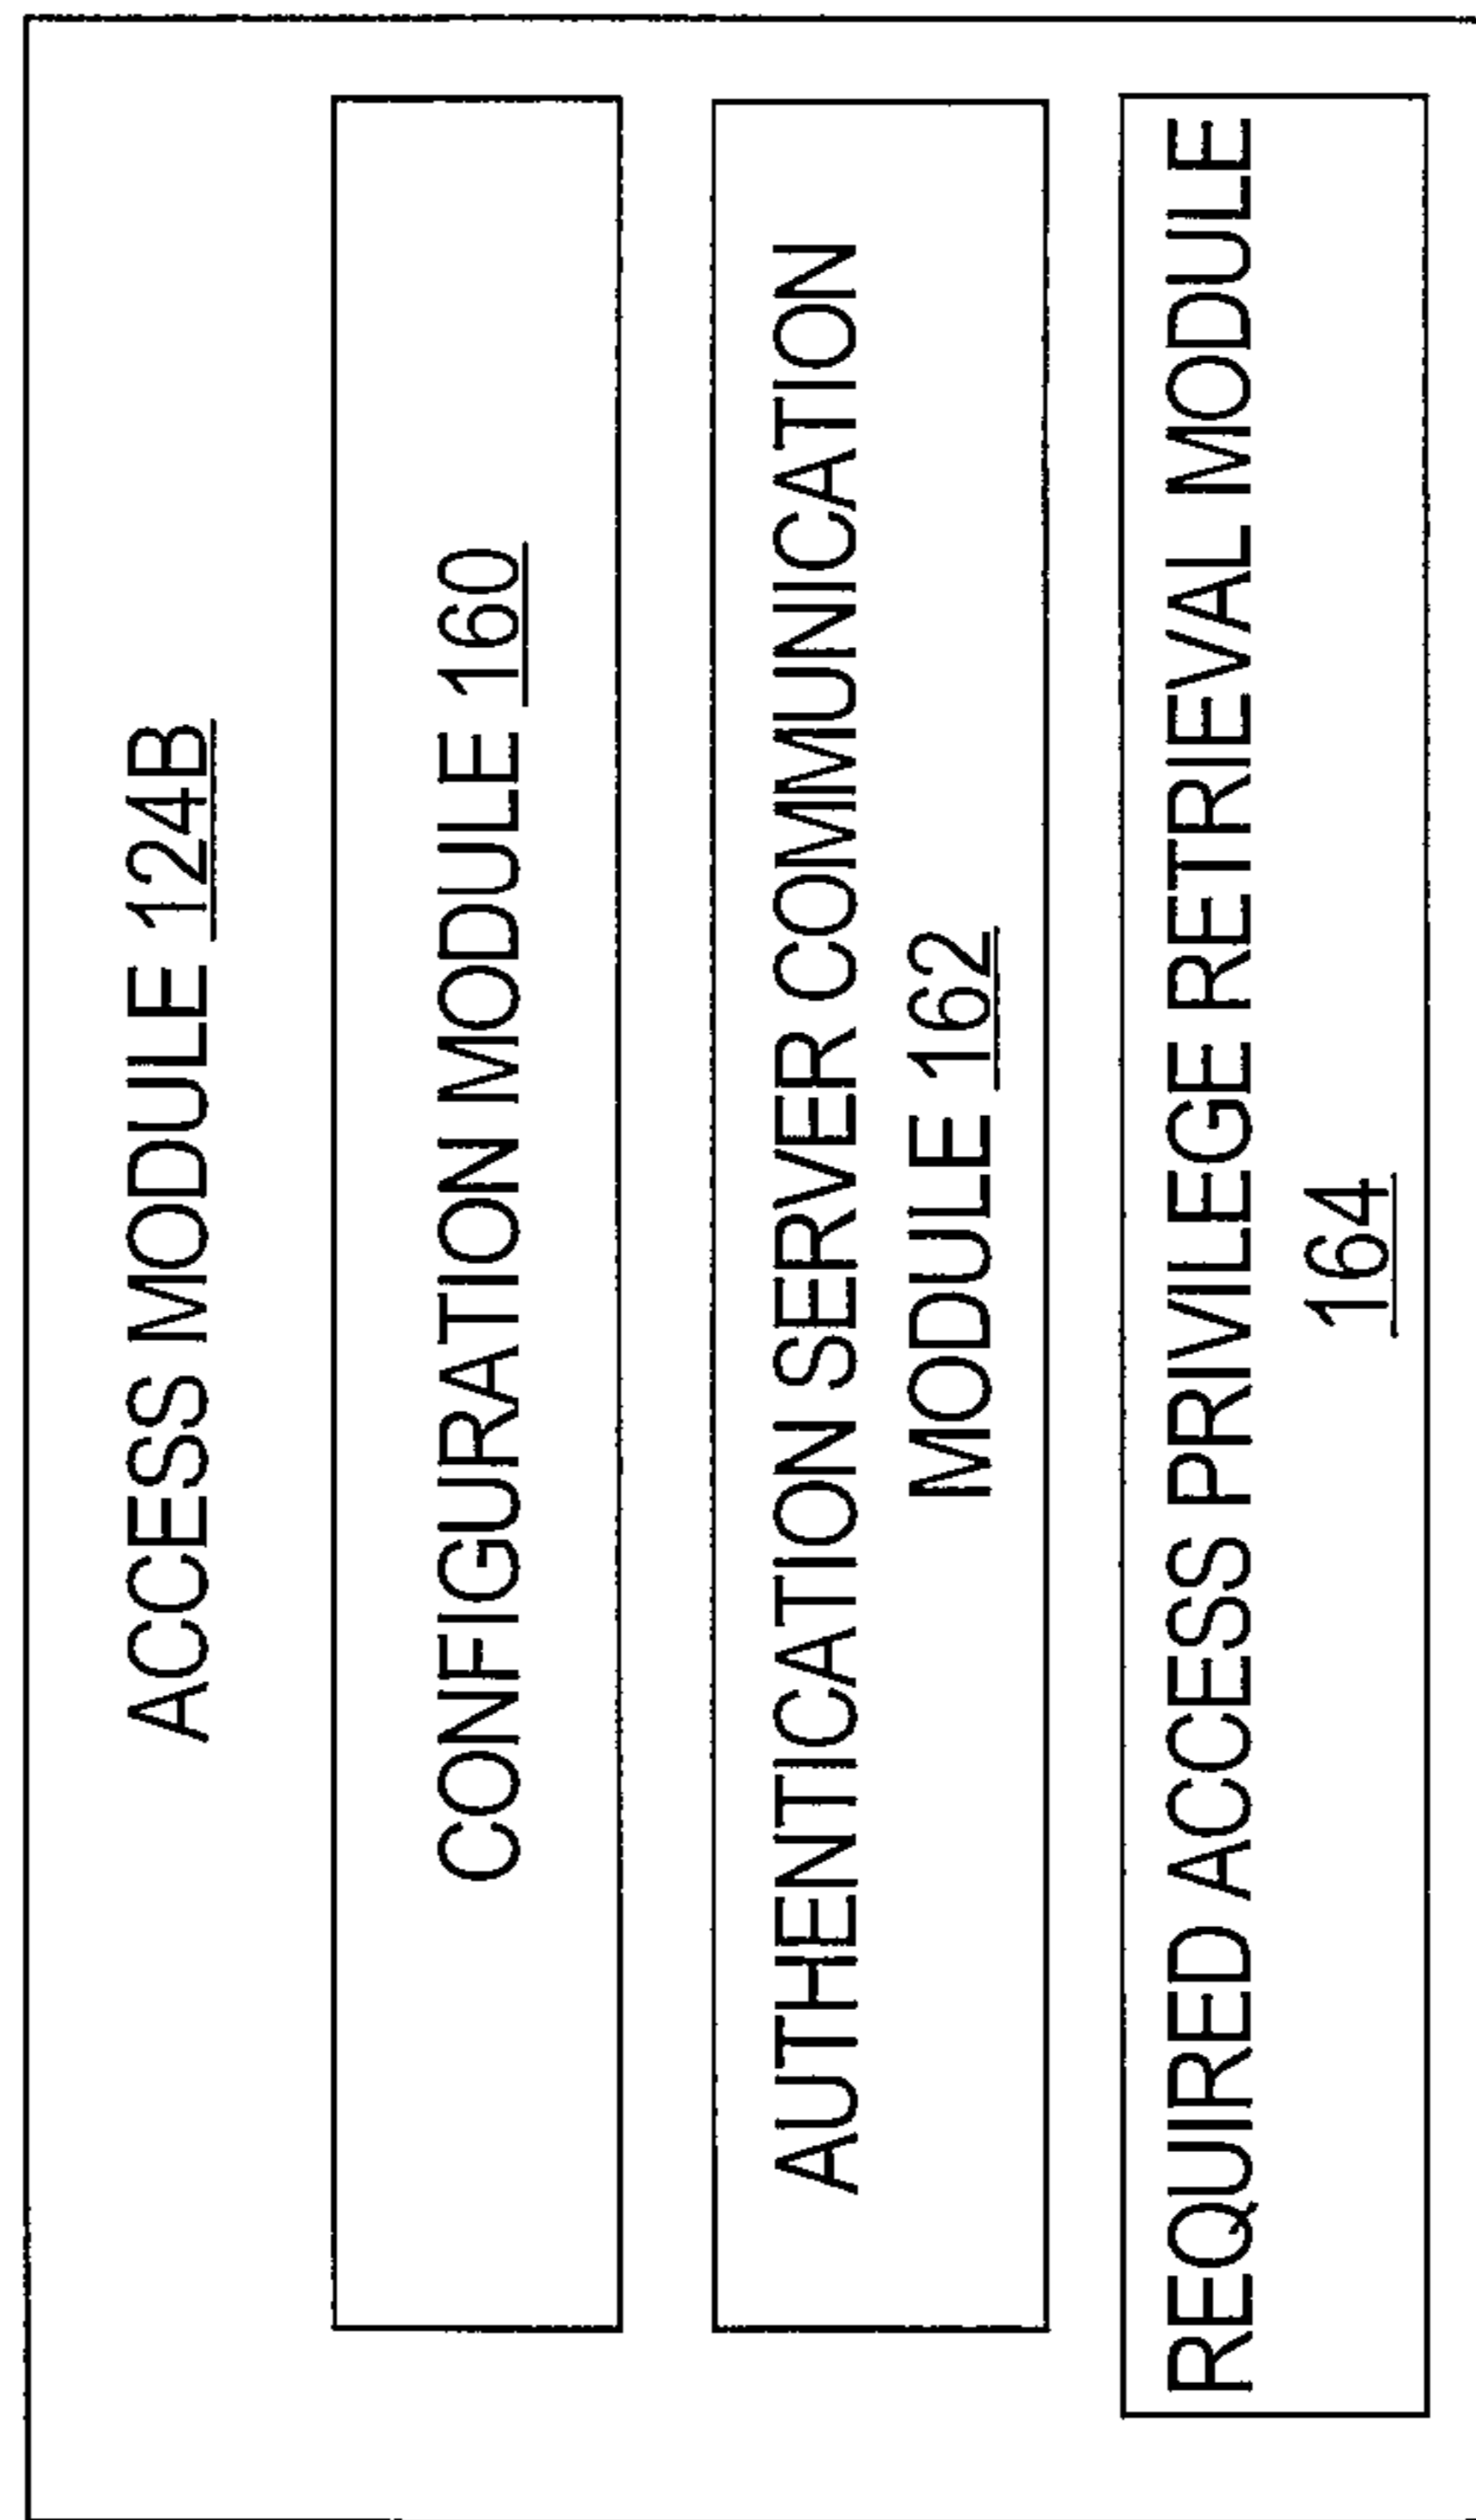 ACCESS MODULE 124B
CONFIGURATION MODULE 160
AUTHENTICATION SERVER COMMUNICATION
MODULE 162
REQUIRED ACCESS PRIVILEGE RETRIEVAL MODULE
164